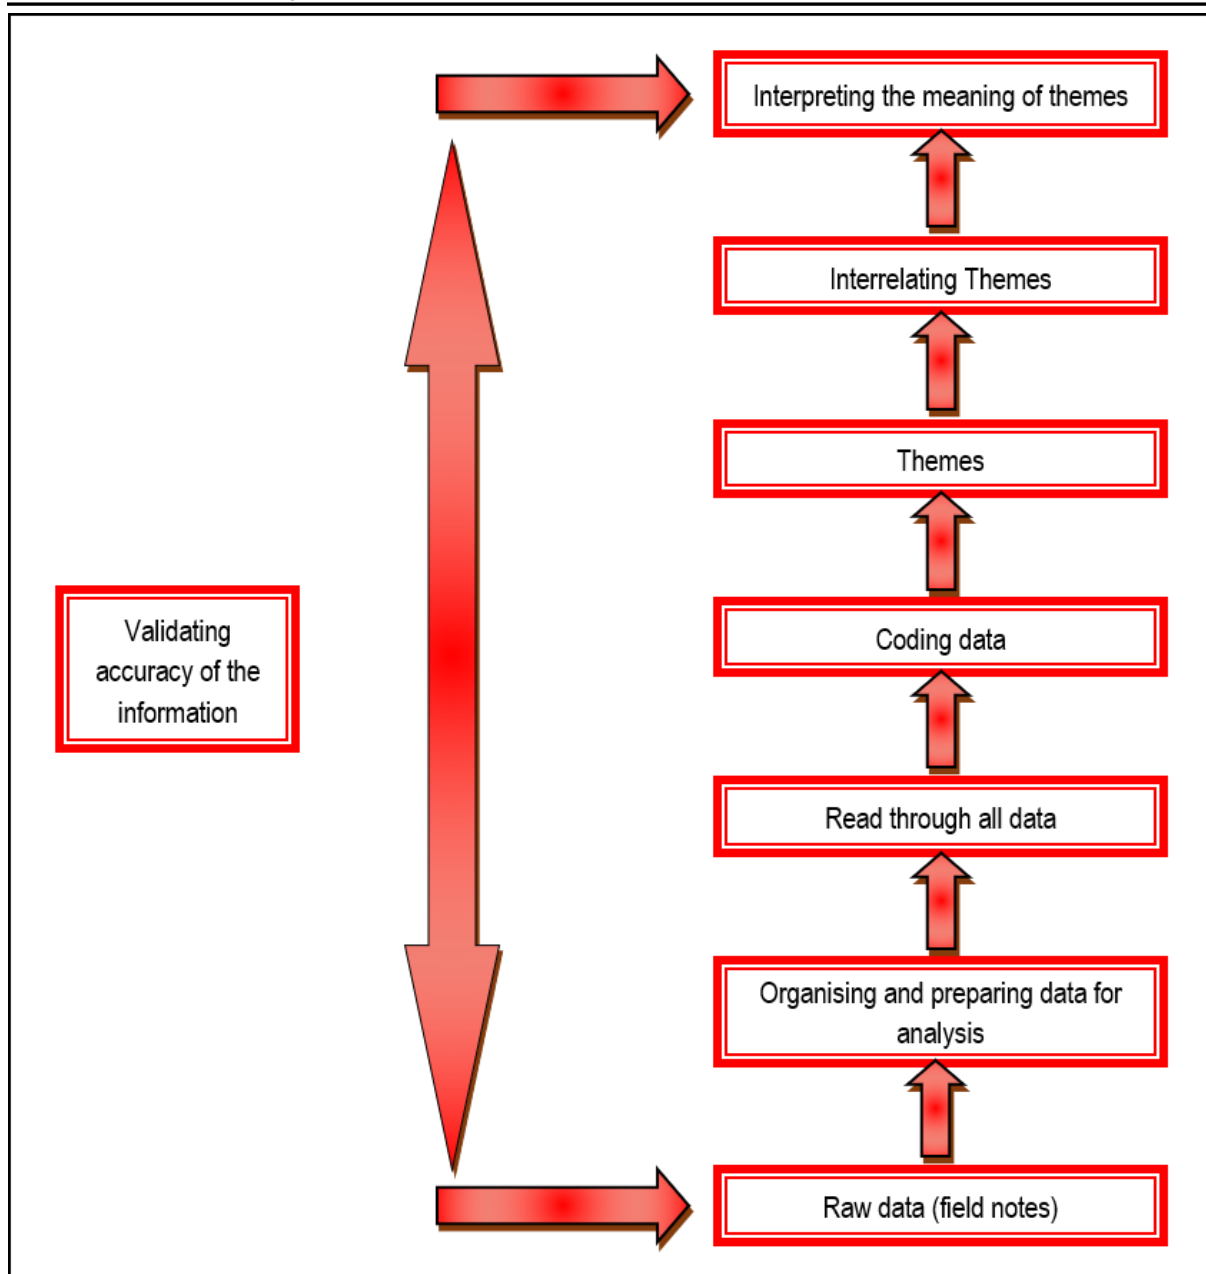 Interpreting the meaning of themes
Interrelating Themes
Themes
Validating
accuracy of the
information
Coding data
Read through all data
Organising and preparing data for
analysis
Raw data (field notes)